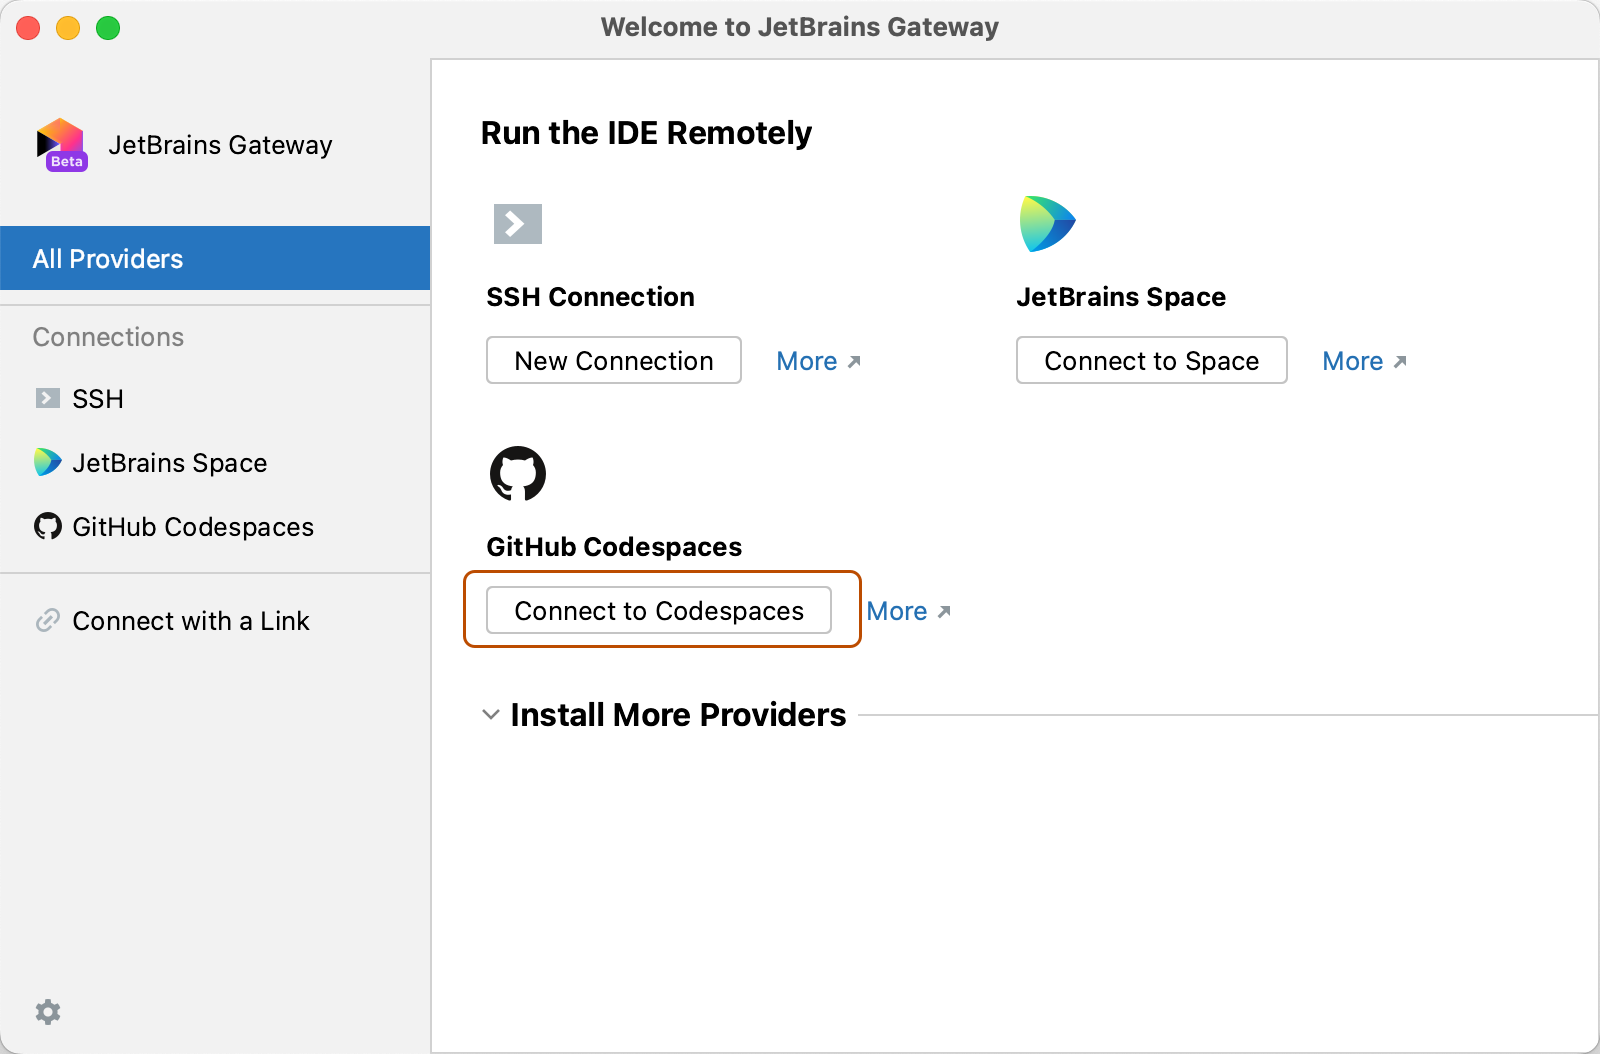 Welcome to JetBrains Gateway
JetBrains Gateway
Beta
All Providers
Connections
SSH
JetBrains Space
GitHub Codespaces
Connect with a Link
Run the IDE Remotely
SSH Connection
New Connection More
JetBrains Space
Connect to Space More
GitHub Codespaces
Connect to Codespaces More
Install More Providers